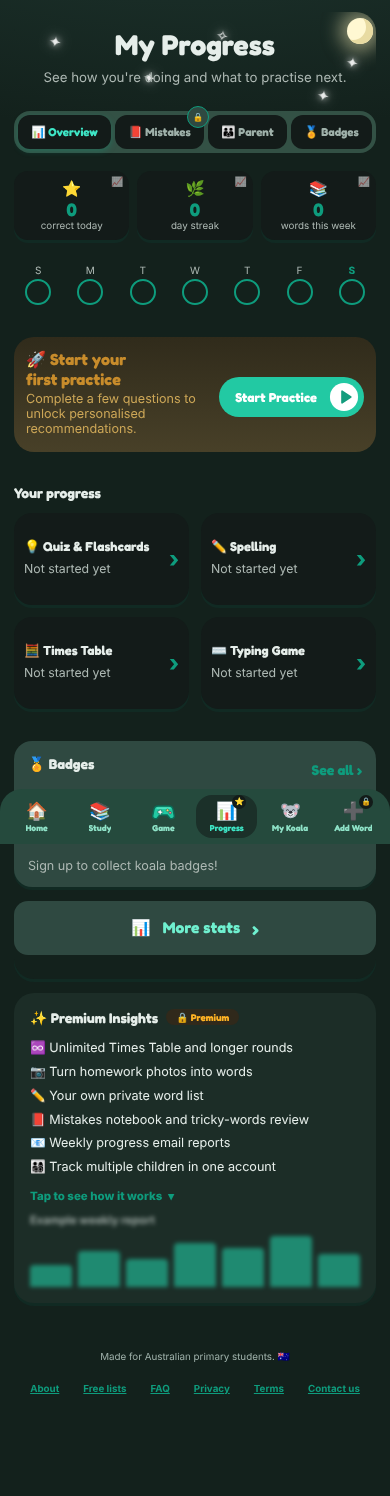 My Progress
See how you're doing and what to practise next.
Overview
Mistakes
Parent
Badges
0
correct today
0
day streak
0
words this week
S M T W T F S
Start your
first practice
Complete a few questions to
unlock personalised
recommendations.
Start Practice
Your progress
Quiz & Flashcards
Not started yet
Spelling
Not started yet
Times Table
Not started yet
Typing Game
Not started yet
Badges
See all ›
Home
Study
Game
Progress
My Koala
Add Word
Sign up to collect koala badges!
More stats ›
Premium Insights
Premium
Unlimited Times Table and longer rounds
Turn homework photos into words
Your own private word list
Mistakes notebook and tricky-words review
Weekly progress email reports
Track multiple children in one account
Tap to see how it works ▼
Example weekly report
Made for Australian primary students.
About Free lists FAQ Privacy Terms Contact us